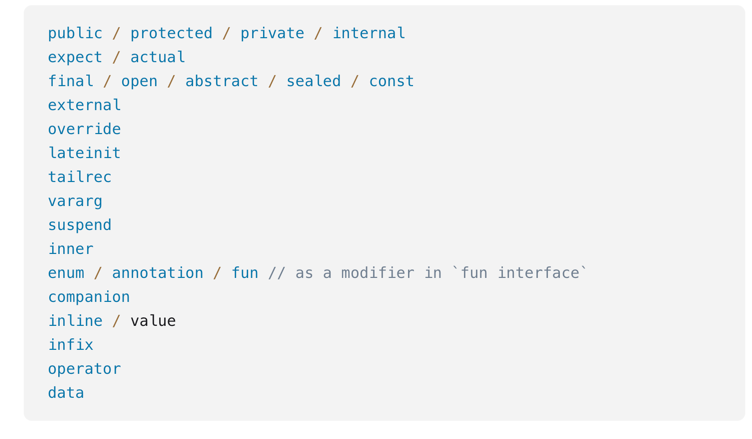 public / protected / private / internal
expect / actual
final / open / abstract / sealed / const
external
override
lateinit
tailrec
vararg
suspend
inner
enum / annotation / fun // as a modifier in `fun interface`
companion
inline / value
infix
operator
data